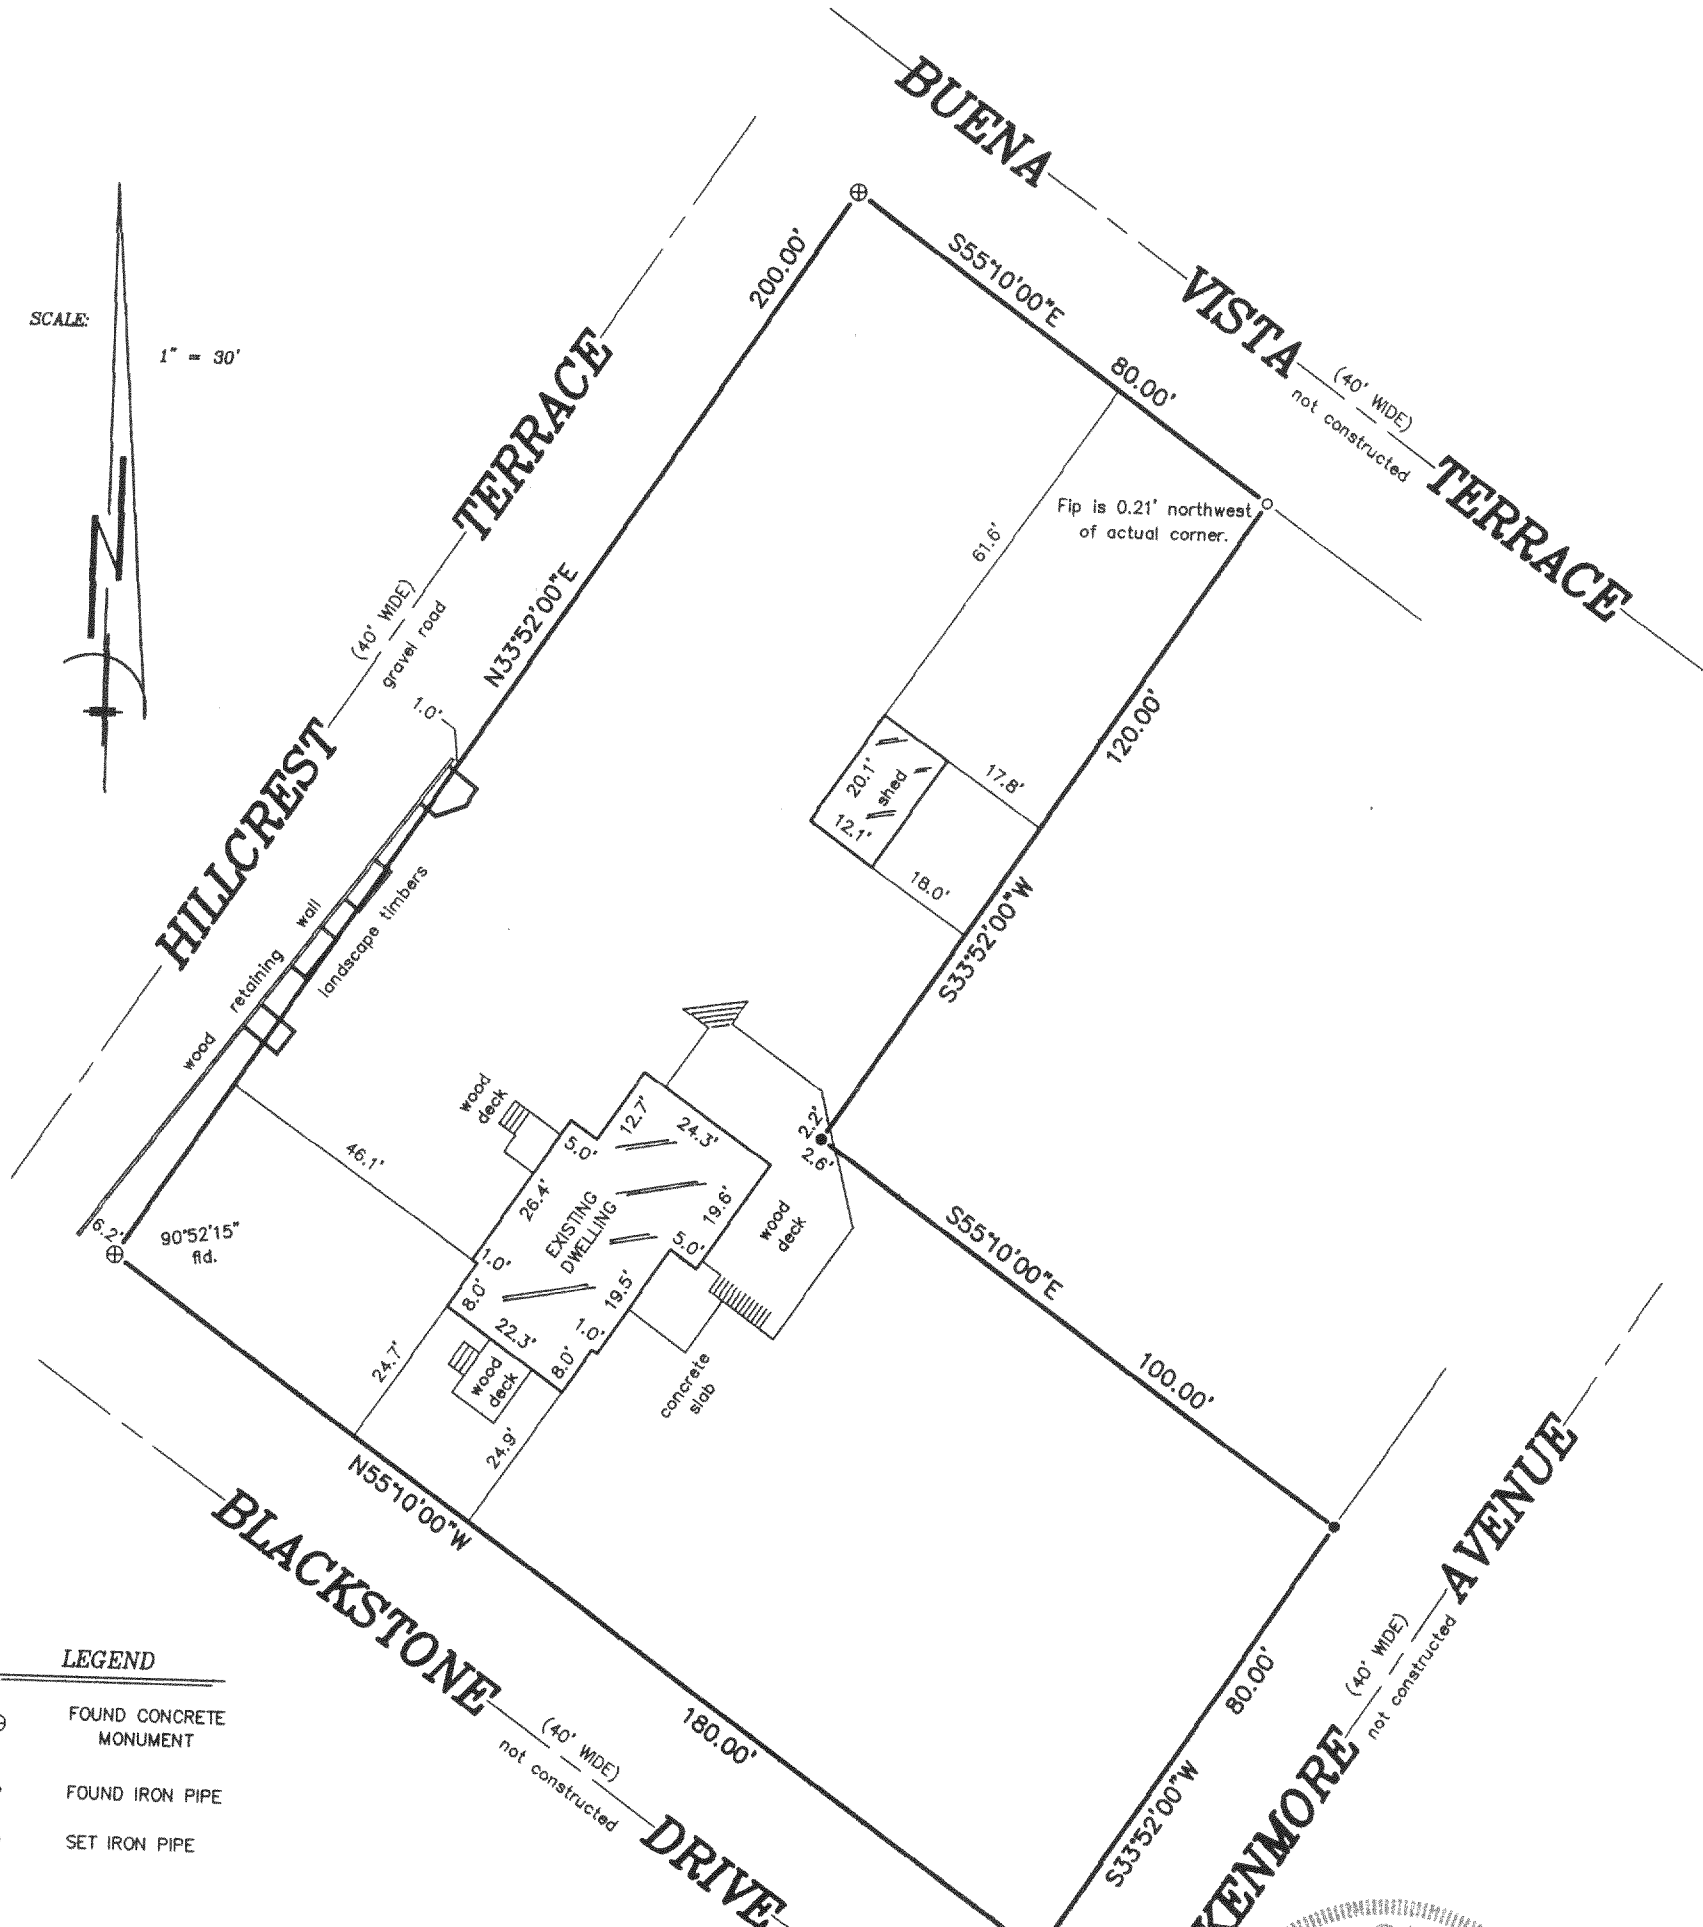 BUENA VISTA TERRACE
(40' WIDE)
not constructed
SCALE:
1" = 30'
N
200.00'
S55°10'00"E
80.00'
HILLCREST TERRACE
(40' WIDE)
gravel road
N33°52'00"E
1.0'
61.6'
Fip is 0.21' northwest
of actual corner.
120.00'
S33°52'00"W
20.1'
shed
12.1'
17.8'
18.0'
wood retaining wall
landscape timbers
46.1'
6.2'
90°52'15"
fld.
wood
deck
5.0'
12.7'
24.3'
26.4'
EXISTING
DWELLING
19.6'
5.0'
1.0'
8.0'
22.3'
19.5'
1.0'
8.0'
2.2'
2.6'
wood
deck
wood
deck
concrete
slab
24.7'
24.9'
S55°10'00"E
100.00'
N55°10'00"W
180.00'
BLACKSTONE DRIVE
(40' WIDE)
not constructed
KENMORE AVENUE
(40' WIDE)
not constructed
80.00'
S33°52'00"W
LEGEND
FOUND CONCRETE
MONUMENT
FOUND IRON PIPE
SET IRON PIPE